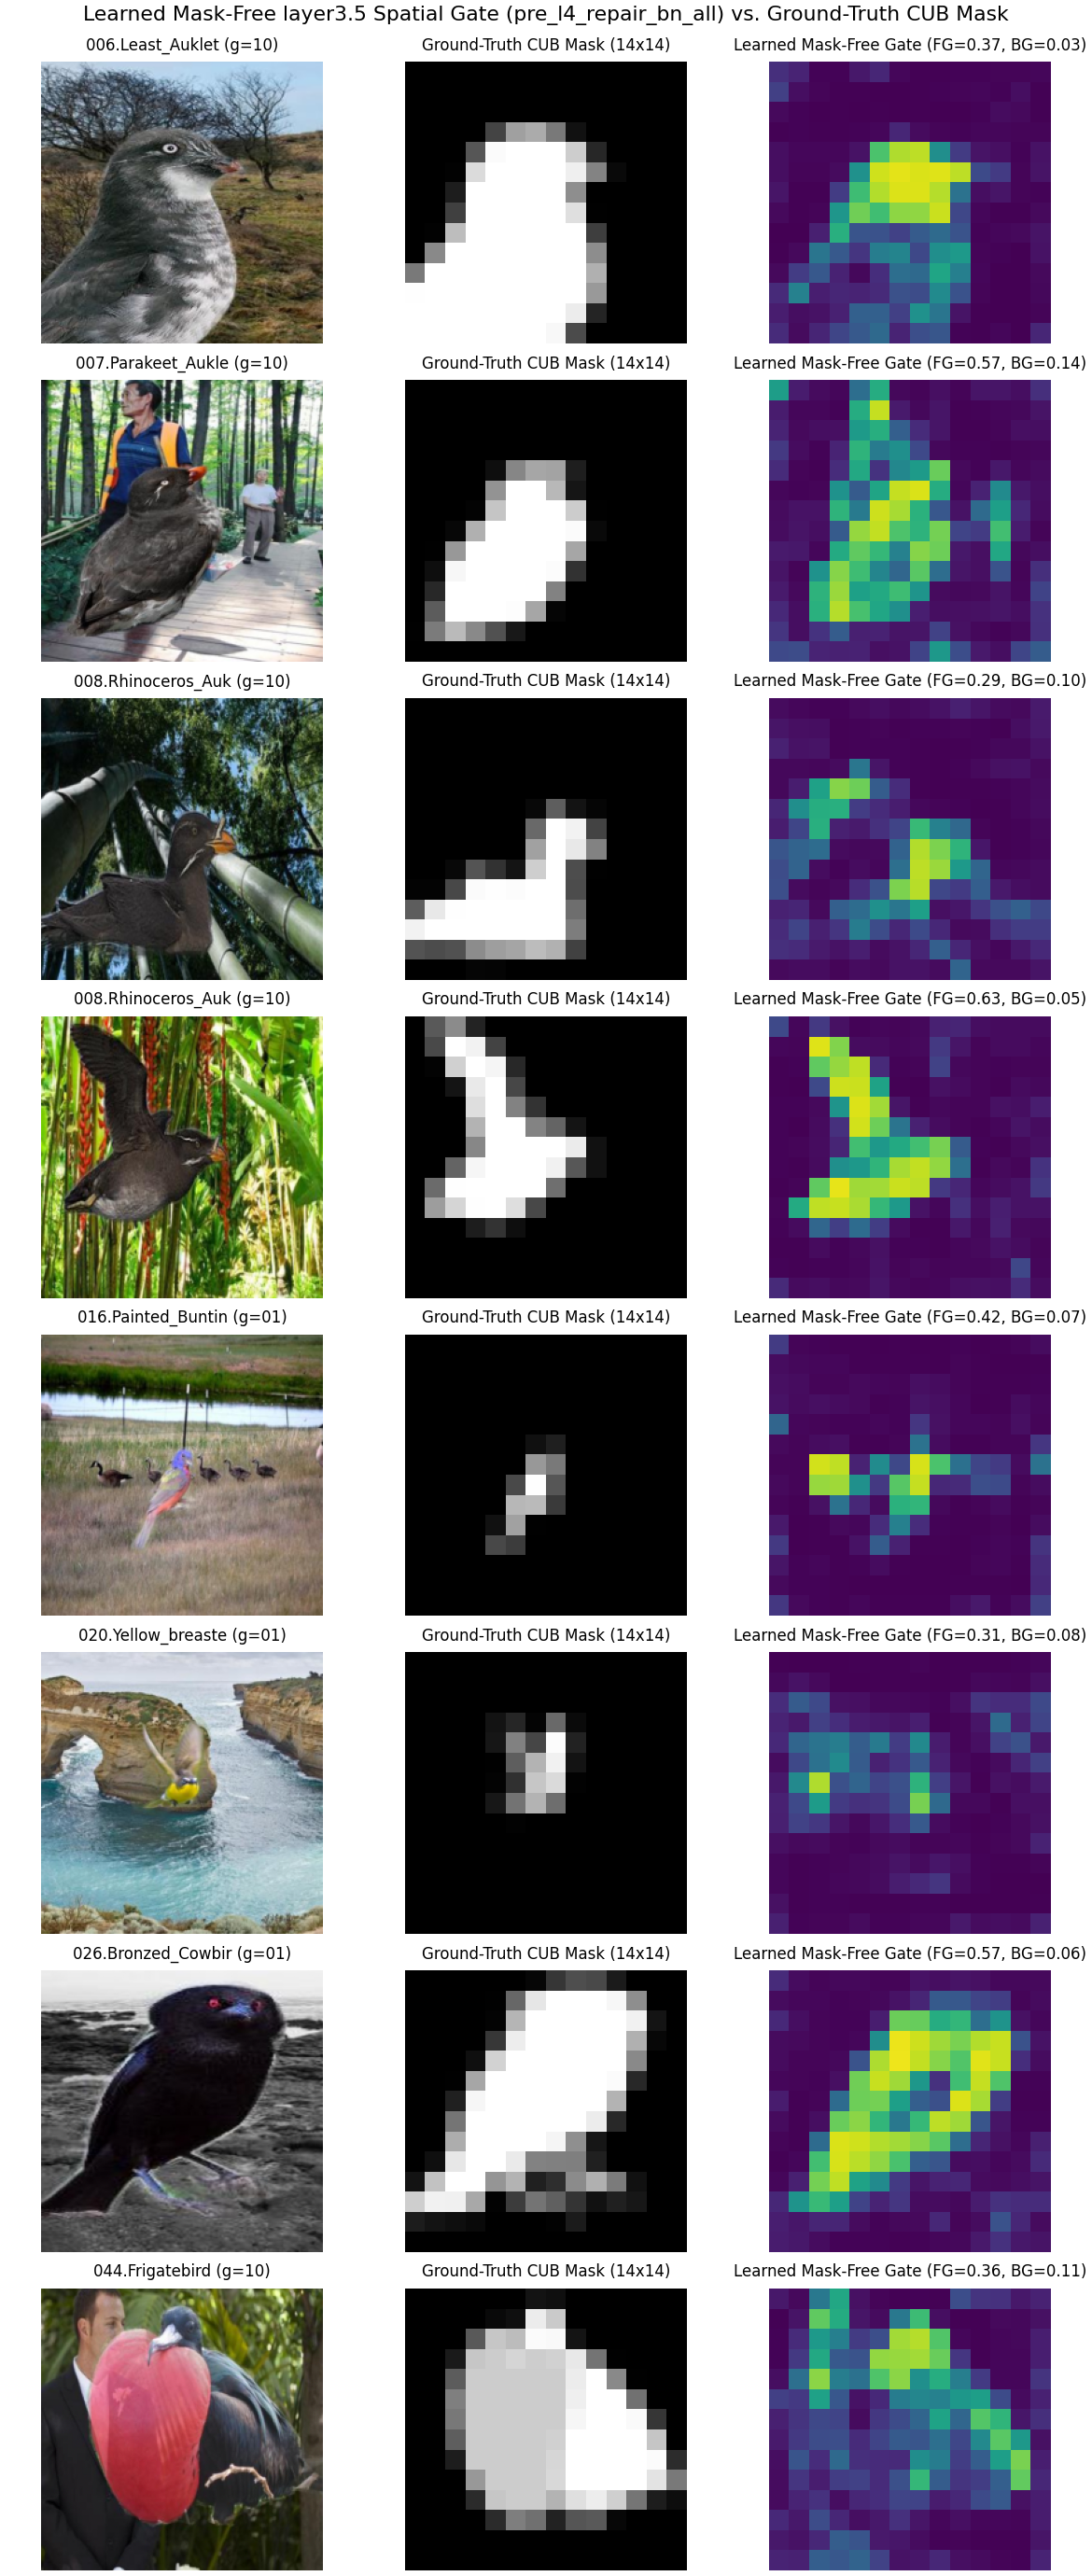 Learned Mask-Free layer3.5 Spatial Gate (pre_l4_repair_bn_all) vs. Ground-Truth CUB Mask
006.Least_Auklet (g=10)
Ground-Truth CUB Mask (14x14)
Learned Mask-Free Gate (FG=0.37, BG=0.03)
007.Parakeet_Aukle (g=10)
Ground-Truth CUB Mask (14x14)
Learned Mask-Free Gate (FG=0.57, BG=0.14)
008.Rhinoceros_Auk (g=10)
Ground-Truth CUB Mask (14x14)
Learned Mask-Free Gate (FG=0.29, BG=0.10)
008.Rhinoceros_Auk (g=10)
Ground-Truth CUB Mask (14x14)
Learned Mask-Free Gate (FG=0.63, BG=0.05)
016.Painted_Buntin (g=01)
Ground-Truth CUB Mask (14x14)
Learned Mask-Free Gate (FG=0.42, BG=0.07)
020.Yellow_breaste (g=01)
Ground-Truth CUB Mask (14x14)
Learned Mask-Free Gate (FG=0.31, BG=0.08)
026.Bronzed_Cowbir (g=01)
Ground-Truth CUB Mask (14x14)
Learned Mask-Free Gate (FG=0.57, BG=0.06)
044.Frigatebird (g=10)
Ground-Truth CUB Mask (14x14)
Learned Mask-Free Gate (FG=0.36, BG=0.11)